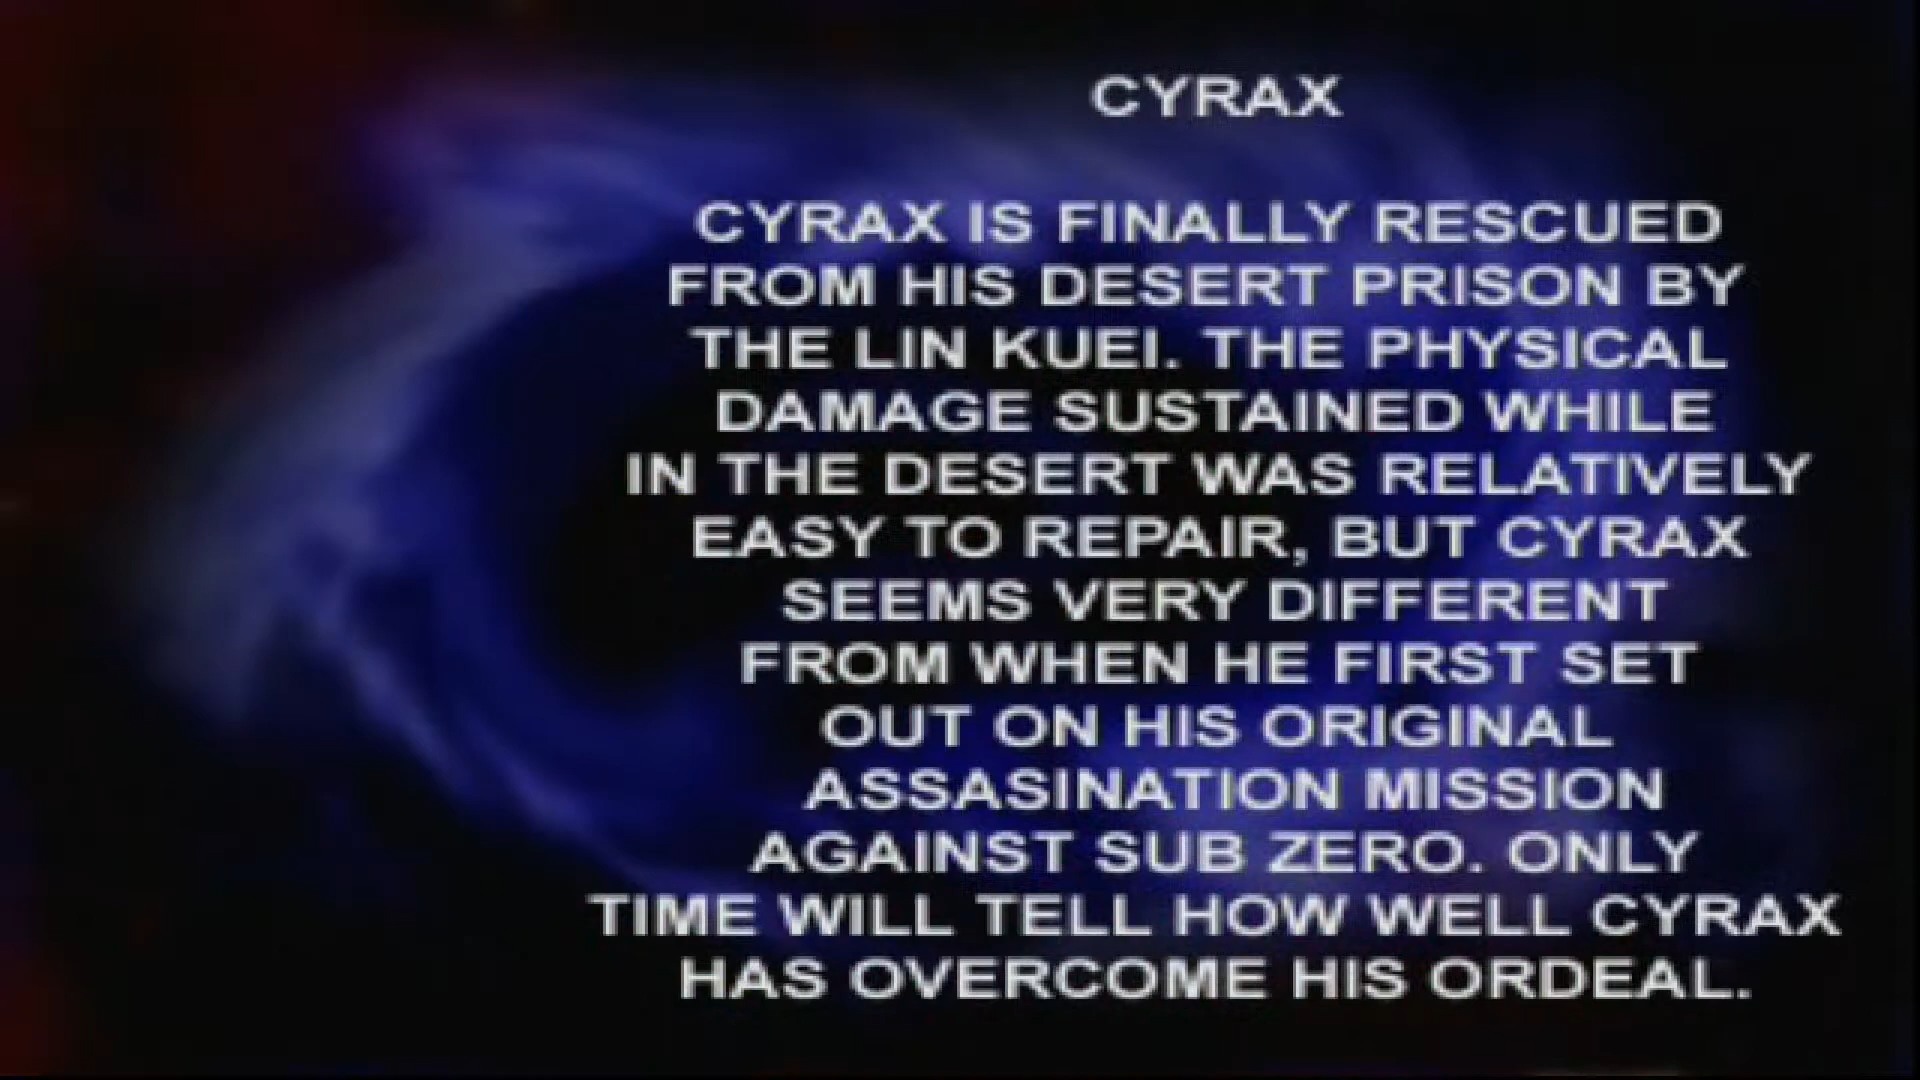 CYRAX
CYRAX IS FINALLY RESCUED
FROM HIS DESERT PRISON BY
THE LIN KUEI. THE PHYSICAL
DAMAGE SUSTAINED WHILE
IN THE DESERT WAS RELATIVELY
EASY TO REPAIR, BUT CYRAX
SEEMS VERY DIFFERENT
FROM WHEN HE FIRST SET
OUT ON HIS ORIGINAL
ASSASINATION MISSION
AGAINST SUB ZERO. ONLY
TIME WILL TELL HOW WELL CYRAX
HAS OVERCOME HIS ORDEAL.